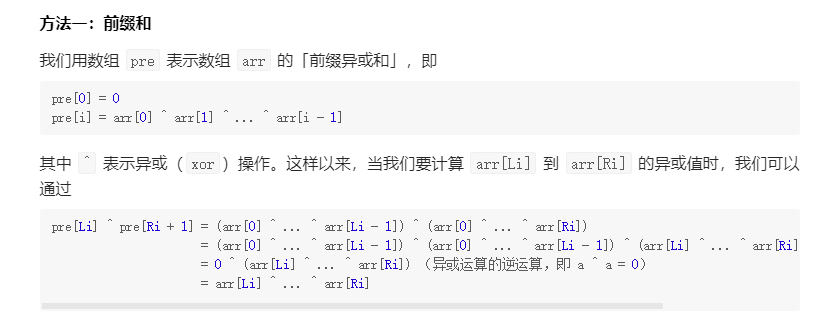 方法一：前缀和
我们用数组 pre 表示数组 arr 的「前缀异或和」，即
pre[0] = 0
pre[i] = arr[0] ^ arr[1] ^ ... ^ arr[i - 1]
其中 ^ 表示异或（ xor ）操作。这样以来，当我们要计算 arr[Li] 到 arr[Ri] 的异或值时，我们可以
通过
pre[Li] ^ pre[Ri + 1] = (arr[0] ^ ... ^ arr[Li - 1]) ^ (arr[0] ^ ... ^ arr[Ri])
= (arr[0] ^ ... ^ arr[Li - 1]) ^ (arr[0] ^ ... ^ arr[Li - 1]) ^ (arr[Li] ^ ... ^ arr[Ri]
= 0 ^ (arr[Li] ^ ... ^ arr[Ri]) （异或运算的逆运算，即 a ^ a = 0）
= arr[Li] ^ ... ^ arr[Ri]